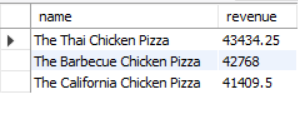 name revenue
The Thai Chicken Pizza 43434.25
The Barbecue Chicken Pizza 42768
The California Chicken Pizza 41409.5